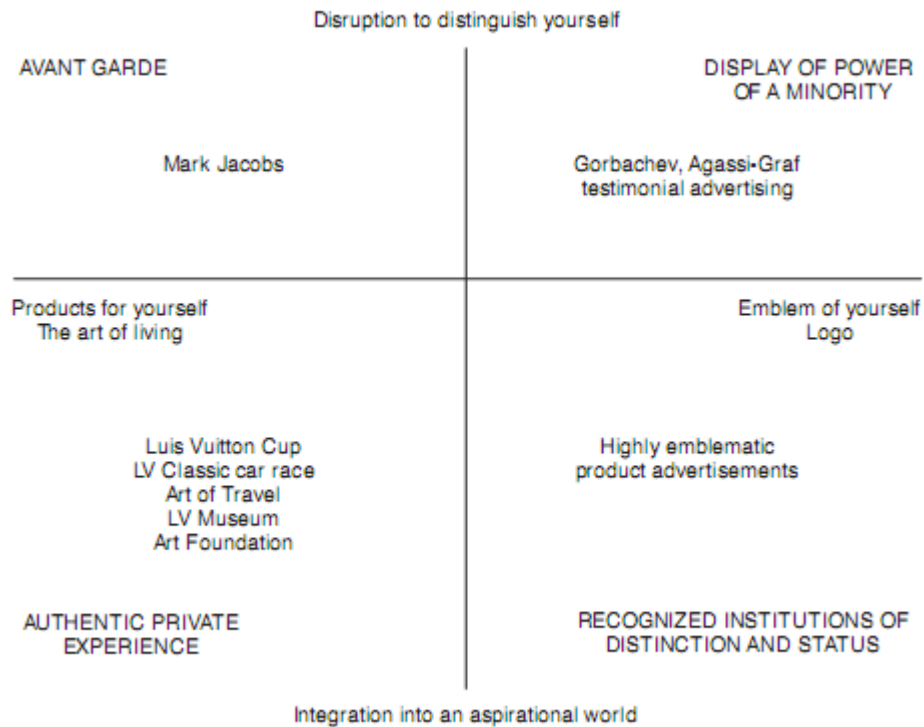 Disruption to distinguish yourself
AVANT GARDE
DISPLAY OF POWER
OF A MINORITY
Mark Jacobs
Gorbachev, Agassi-Graf
testimonial advertising
Products for yourself
The art of living
Emblem of yourself
Logo
Luis Vuitton Cup
LV Classic car race
Art of Travel
LV Museum
Art Foundation
Highly emblematic
product advertisements
AUTHENTIC PRIVATE
EXPERIENCE
RECOGNIZED INSTITUTIONS OF
DISTINCTION AND STATUS
Integration into an aspirational world